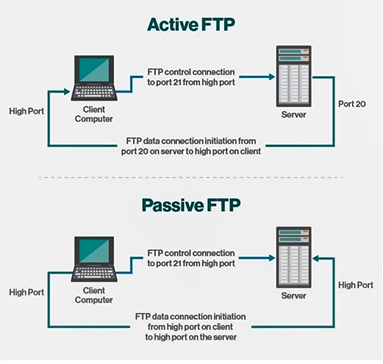 Active FTP
FTP control connection
to port 21 from high port
High Port
Client
Computer
Server
Port 20
FTP data connection initiation from
port 20 on server to high port on client
Passive FTP
FTP control connection
to port 21 from high port
High Port
Client
Computer
Server
High Port
FTP data connection initiation
from high port on client
to high port on the server